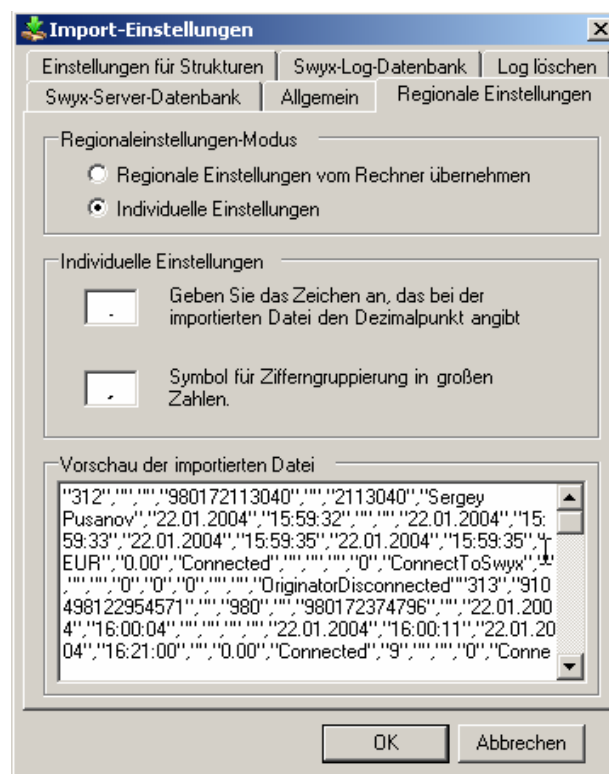 Import-Einstellungen
Einstellungen für Strukturen
Swyx-Log-Datenbank
Log löschen
Swyx-Server-Datenbank
Allgemein
Regionale Einstellungen
Regionaleinstellungen-Modus
Regionale Einstellungen vom Rechner übernehmen
Individuelle Einstellungen
Individuelle Einstellungen
.
Geben Sie das Zeichen an, das bei der
importierten Datei den Dezimalpunkt angibt
,
Symbol für Zifferngruppierung in großen
Zahlen.
Vorschau der importierten Datei
"312","","","980172113040","","2113040","Sergey
Pusanov","22.01.2004","15:59:32","","","22.01.2004","15:
59:33","22.01.2004","15:59:35","22.01.2004","15:59:35","
EUR","0.00","Connected","","","","0","ConnectToSwyx","",
"","","0","0","0","","","OriginatorDisconnected""313","910
498122954571","","980","","980172374796","","22.01.200
4","16:00:04","","","","","22.01.2004","16:00:11","22.01.20
04","16:21:00","","0.00","Connected","9","","","0","Conne
OK
Abbrechen